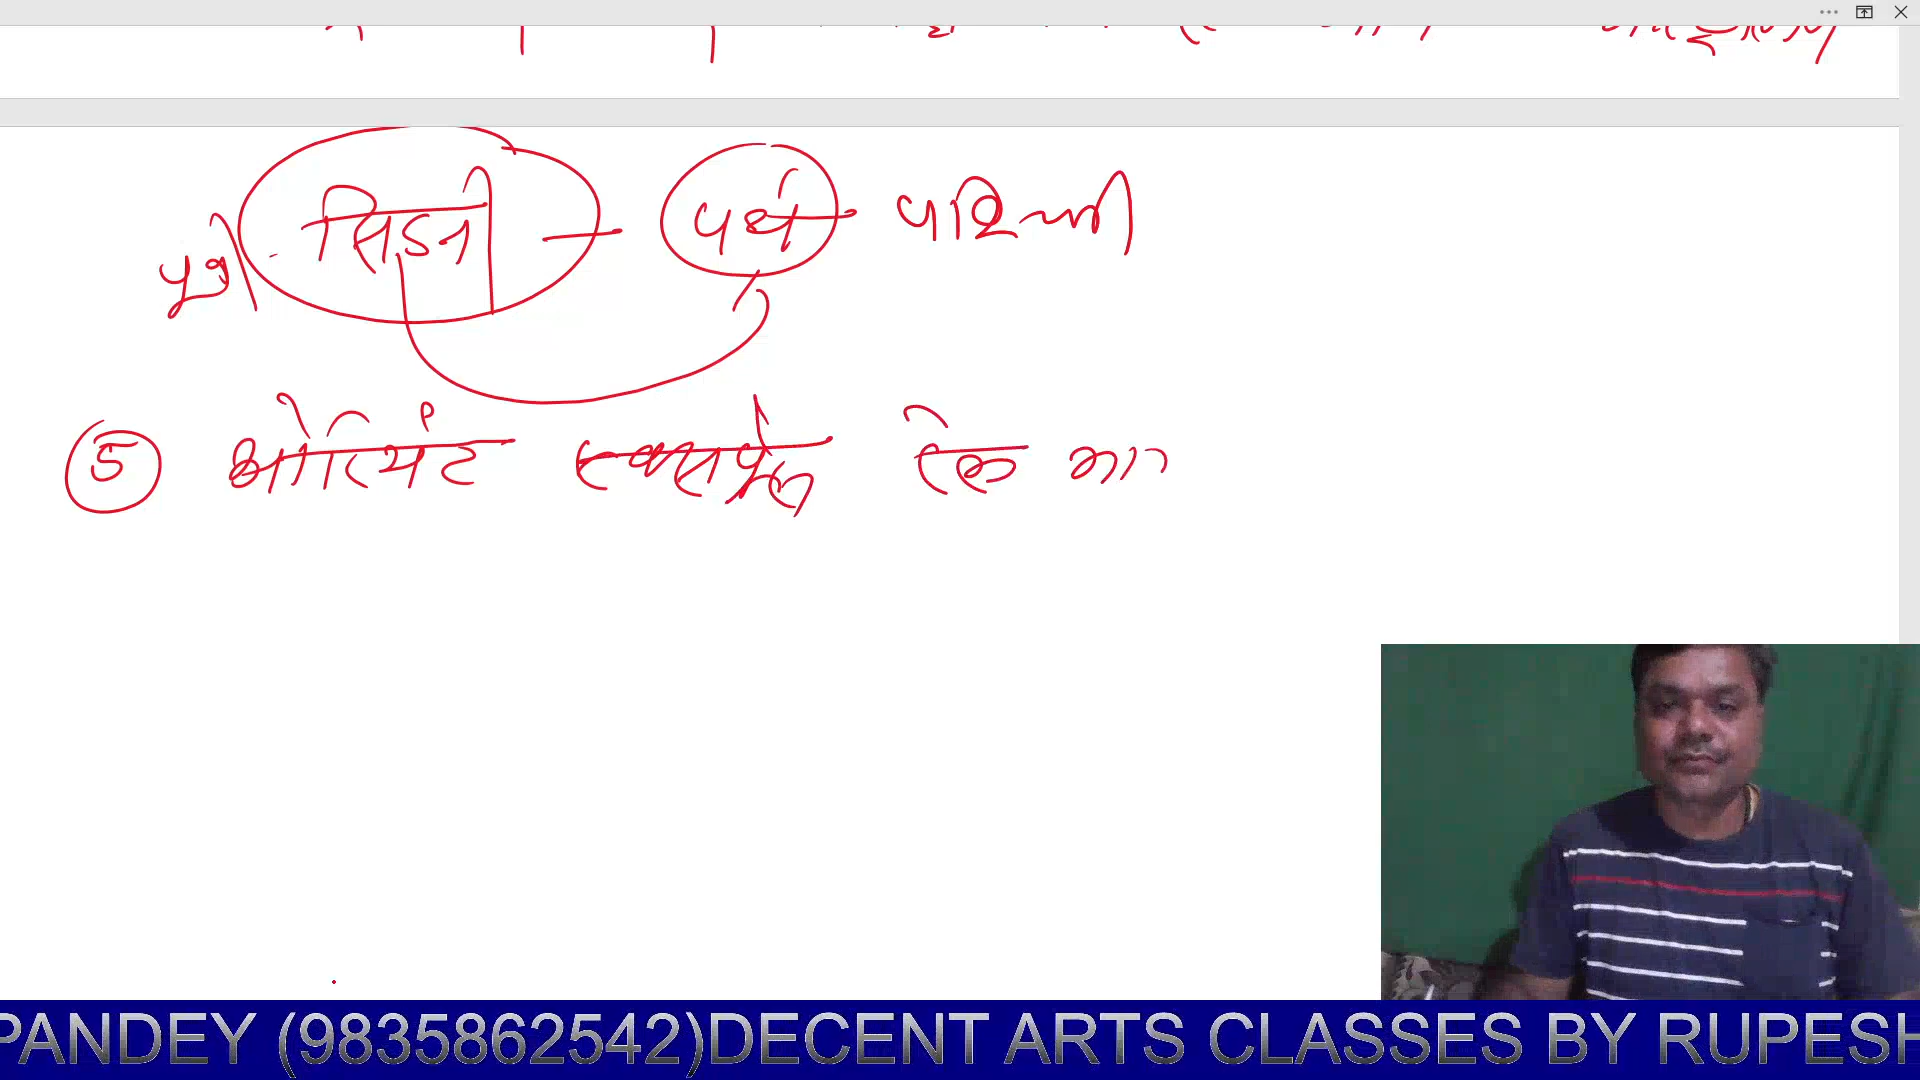 पूर्वी सिडनी - पर्थ पश्चिमी
5 ओरियंट एक्सप्रेस रेल मार
PANDEY (9835862542)DECENT ARTS CLASSES BY RUPESH